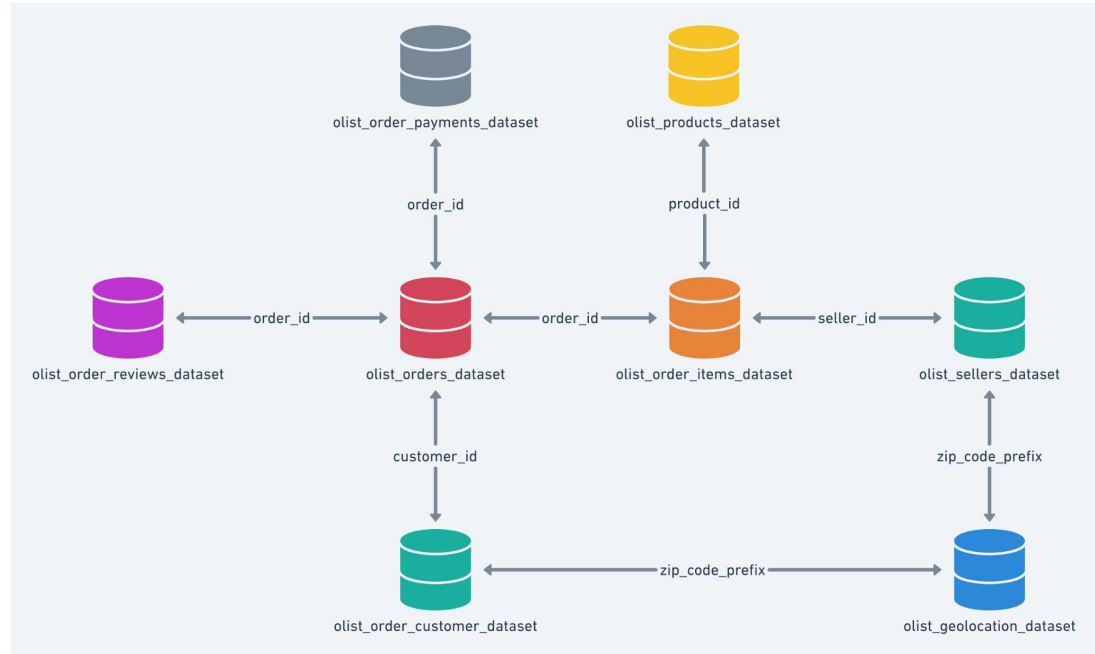 olist_order_payments_dataset
olist_products_dataset
order_id
product_id
order_id
order_id
seller_id
olist_order_reviews_dataset
olist_orders_dataset
olist_order_items_dataset
olist_sellers_dataset
customer_id
zip_code_prefix
zip_code_prefix
olist_order_customer_dataset
olist_geolocation_dataset